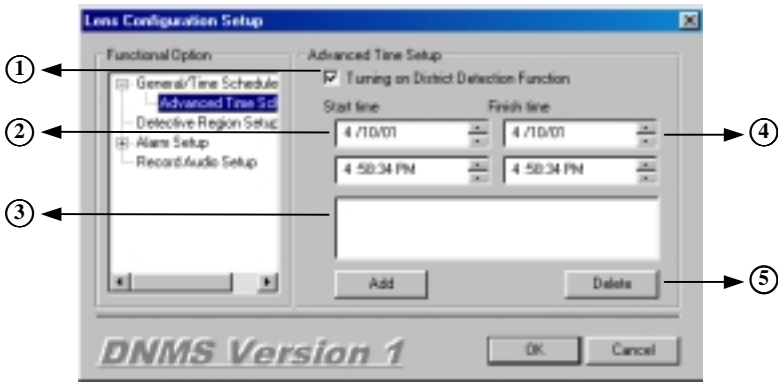 Lens Configuration Setup
Functional Option
General/Time Schedule
Advanced Time Scl
Detective Region Setup
Alarm Setup
Record Audio Setup
Advanced Time Setup
Turning on District Detection Function
Start time
Finish time
4 /10/01
4 /10/01
4 :58:34 PM
4 :58:34 PM
Add
Delete
DNMS Version 1
OK
Cancel
1
2
3
4
5